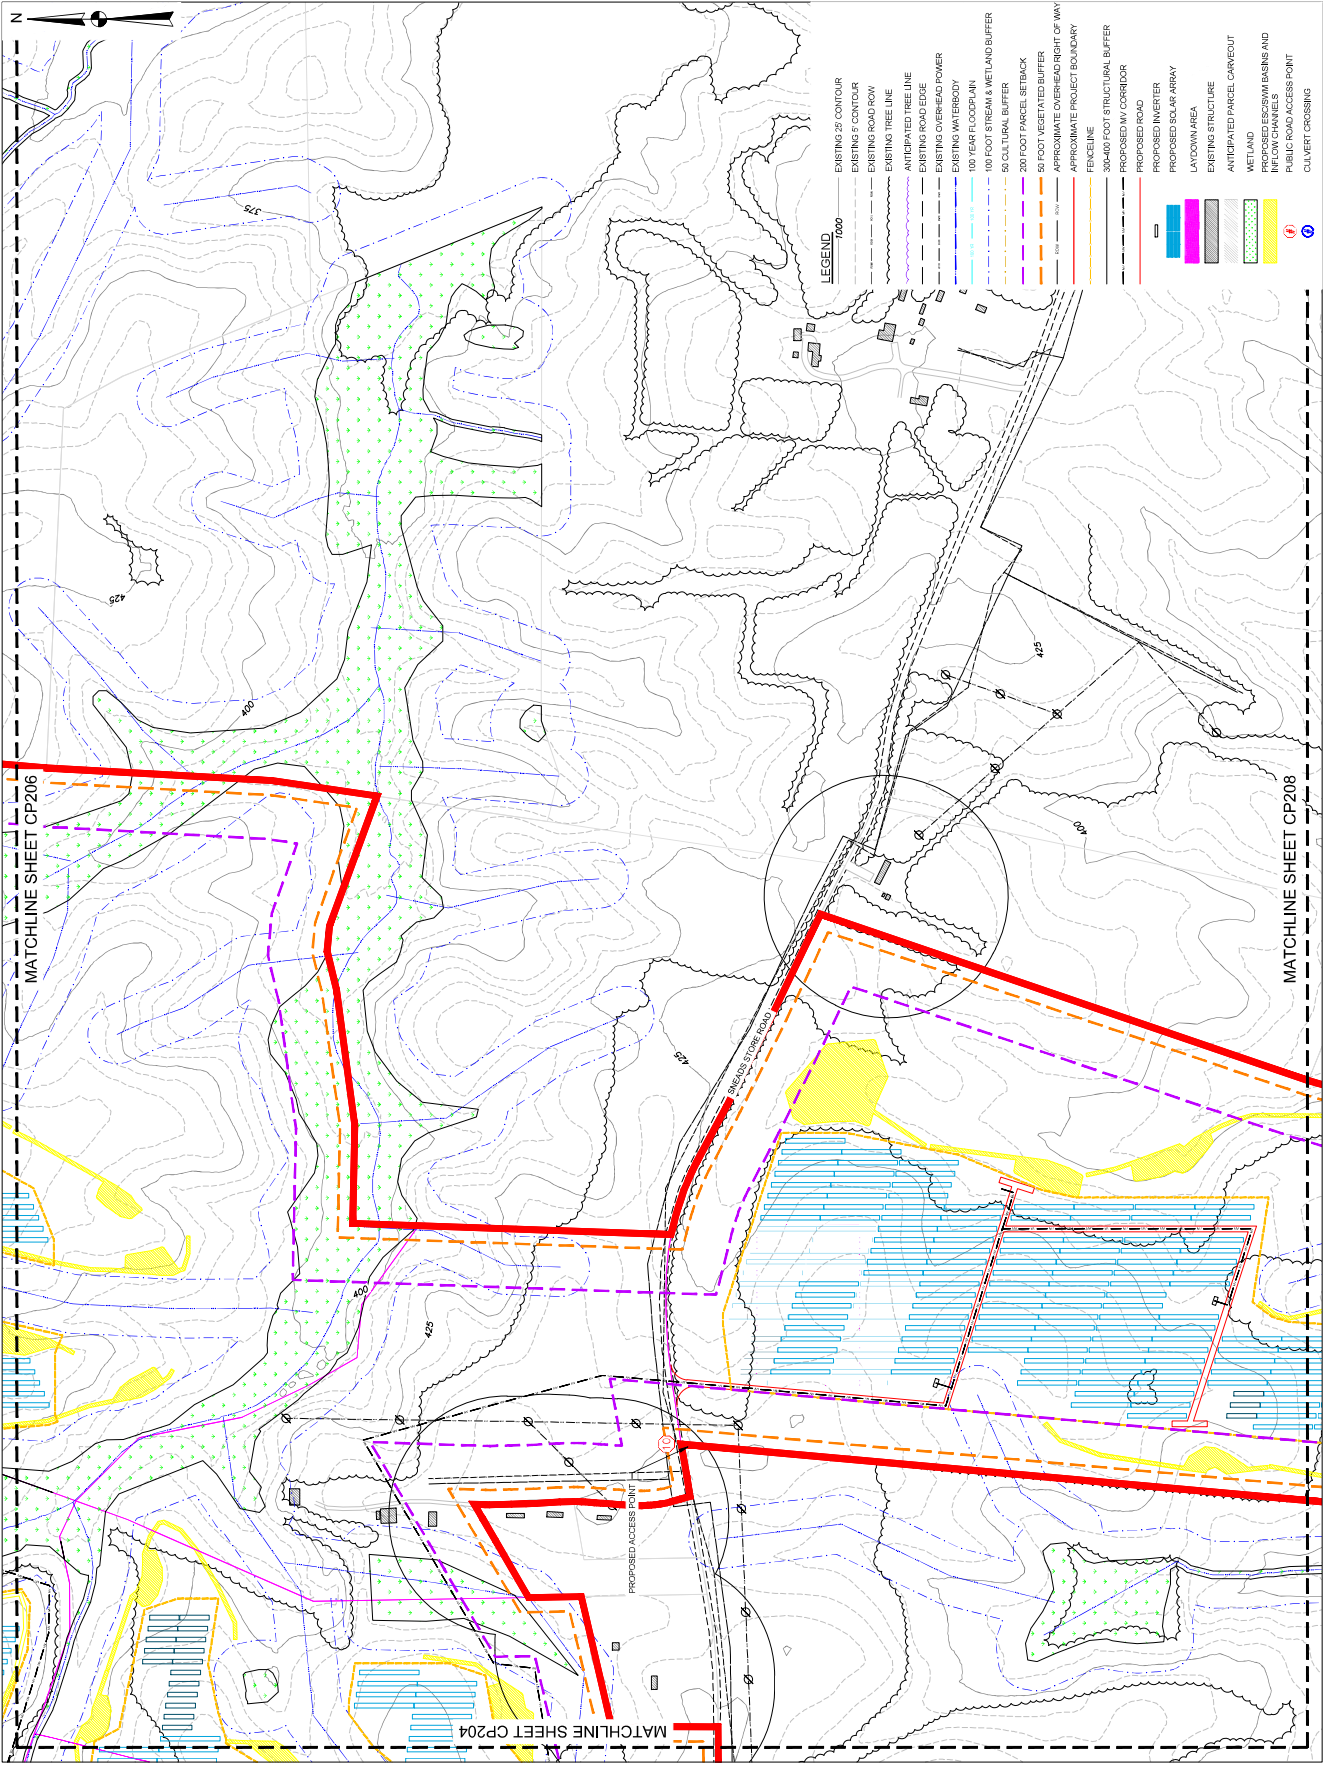 N
MATCHLINE SHEET CP206
375
425
400
400
425
425
425
400
SNEADS STORE ROAD
PROPOSED ACCESS POINT
10
MATCHLINE SHEET CP204
MATCHLINE SHEET CP208
LEGEND
1000
EXISTING 25' CONTOUR
EXISTING 5' CONTOUR
EXISTING ROAD ROW
EXISTING TREE LINE
ANTICIPATED TREE LINE
EXISTING ROAD EDGE
EXISTING OVERHEAD POWER
EXISTING WATERBODY
100 YEAR FLOODPLAIN
100 FOOT STREAM & WETLAND BUFFER
50 CULTURAL BUFFER
200 FOOT PARCEL SETBACK
50 FOOT VEGETATED BUFFER
ROW ROW APPROXIMATE OVERHEAD RIGHT OF WAY
APPROXIMATE PROJECT BOUNDARY
FENCELINE
300-400 FOOT STRUCTURAL BUFFER
PROPOSED MV CORRIDOR
PROPOSED ROAD
PROPOSED INVERTER
PROPOSED SOLAR ARRAY
LAYDOWN AREA
EXISTING STRUCTURE
ANTICIPATED PARCEL CARVEOUT
WETLAND
PROPOSED ESC/SWM BASINS AND
INFLOW CHANNELS
# PUBLIC ROAD ACCESS POINT
# CULVERT CROSSING